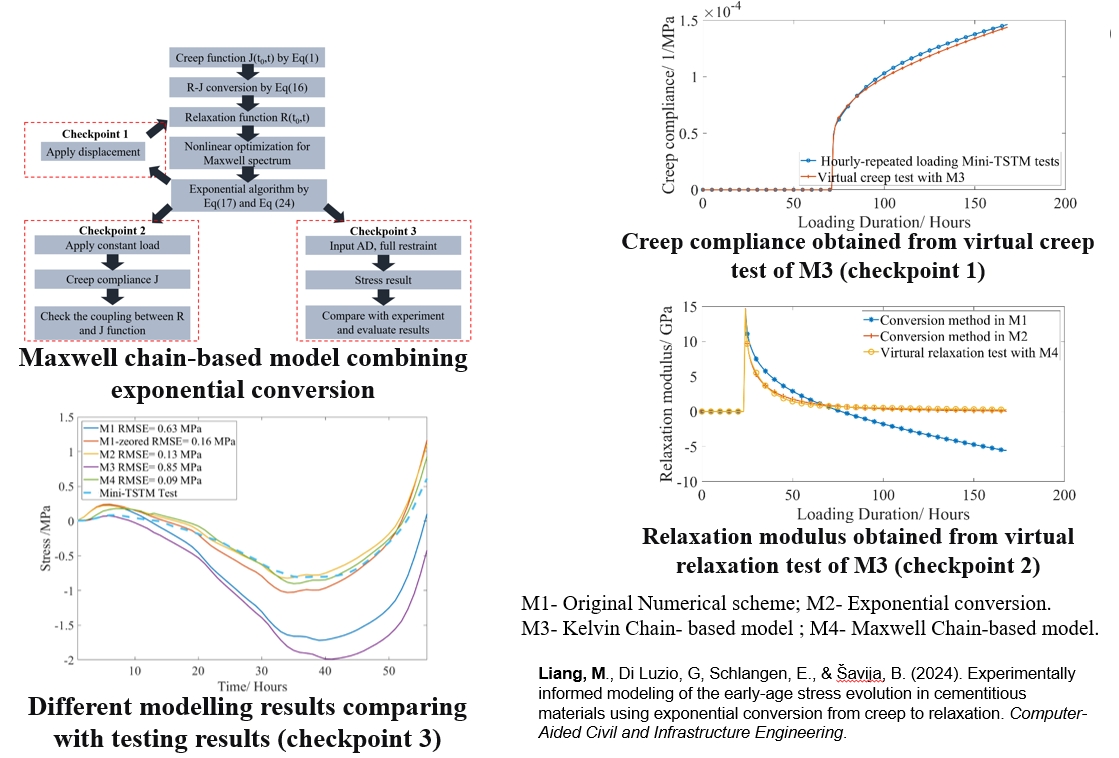 Creep function J(t₀,t) by Eq(1)
R-J conversion by Eq(16)
Relaxation function R(t₀,t)
Nonlinear optimization for
Maxwell spectrum
Exponential algorithm by
Eq(17) and Eq (24)
Checkpoint 1
Apply displacement
Checkpoint 2
Apply constant load
Creep compliance J
Check the coupling between R
and J function
Checkpoint 3
Input AD, full restraint
Stress result
Compare with experiment
and evaluate results
Maxwell chain-based model combining
exponential conversion
1.5
1
0.5
0
-0.5
-1
-1.5
-2
Stress /MPa
M1 RMSE= 0.63 MPa
M1-zeored RMSE= 0.16 MPa
M2 RMSE= 0.13 MPa
M3 RMSE= 0.85 MPa
M4 RMSE= 0.09 MPa
Mini-TSTM Test
10 20 30 40 50
Time/ Hours
Different modelling results comparing
with testing results (checkpoint 3)
×10⁻⁴
1.5
1
0.5
0
Creep compliance/ 1/MPa
Hourly-repeated loading Mini-TSTM tests
Virtual creep test with M3
0 50 100 150 200
Loading Duration/ Hours
Creep compliance obtained from virtual creep
test of M3 (checkpoint 1)
15
10
5
0
-5
-10
Relaxation modulus/ GPa
Conversion method in M1
Conversion method in M2
Virtural relaxation test with M4
0 50 100 150 200
Loading Duration/ Hours
Relaxation modulus obtained from virtual
relaxation test of M3 (checkpoint 2)
M1- Original Numerical scheme; M2- Exponential conversion.
M3- Kelvin Chain- based model ; M4- Maxwell Chain-based model.
Liang, M., Di Luzio, G, Schlangen, E., & Šavija, B. (2024). Experimentally
informed modeling of the early-age stress evolution in cementitious
materials using exponential conversion from creep to relaxation. Computer-
Aided Civil and Infrastructure Engineering.